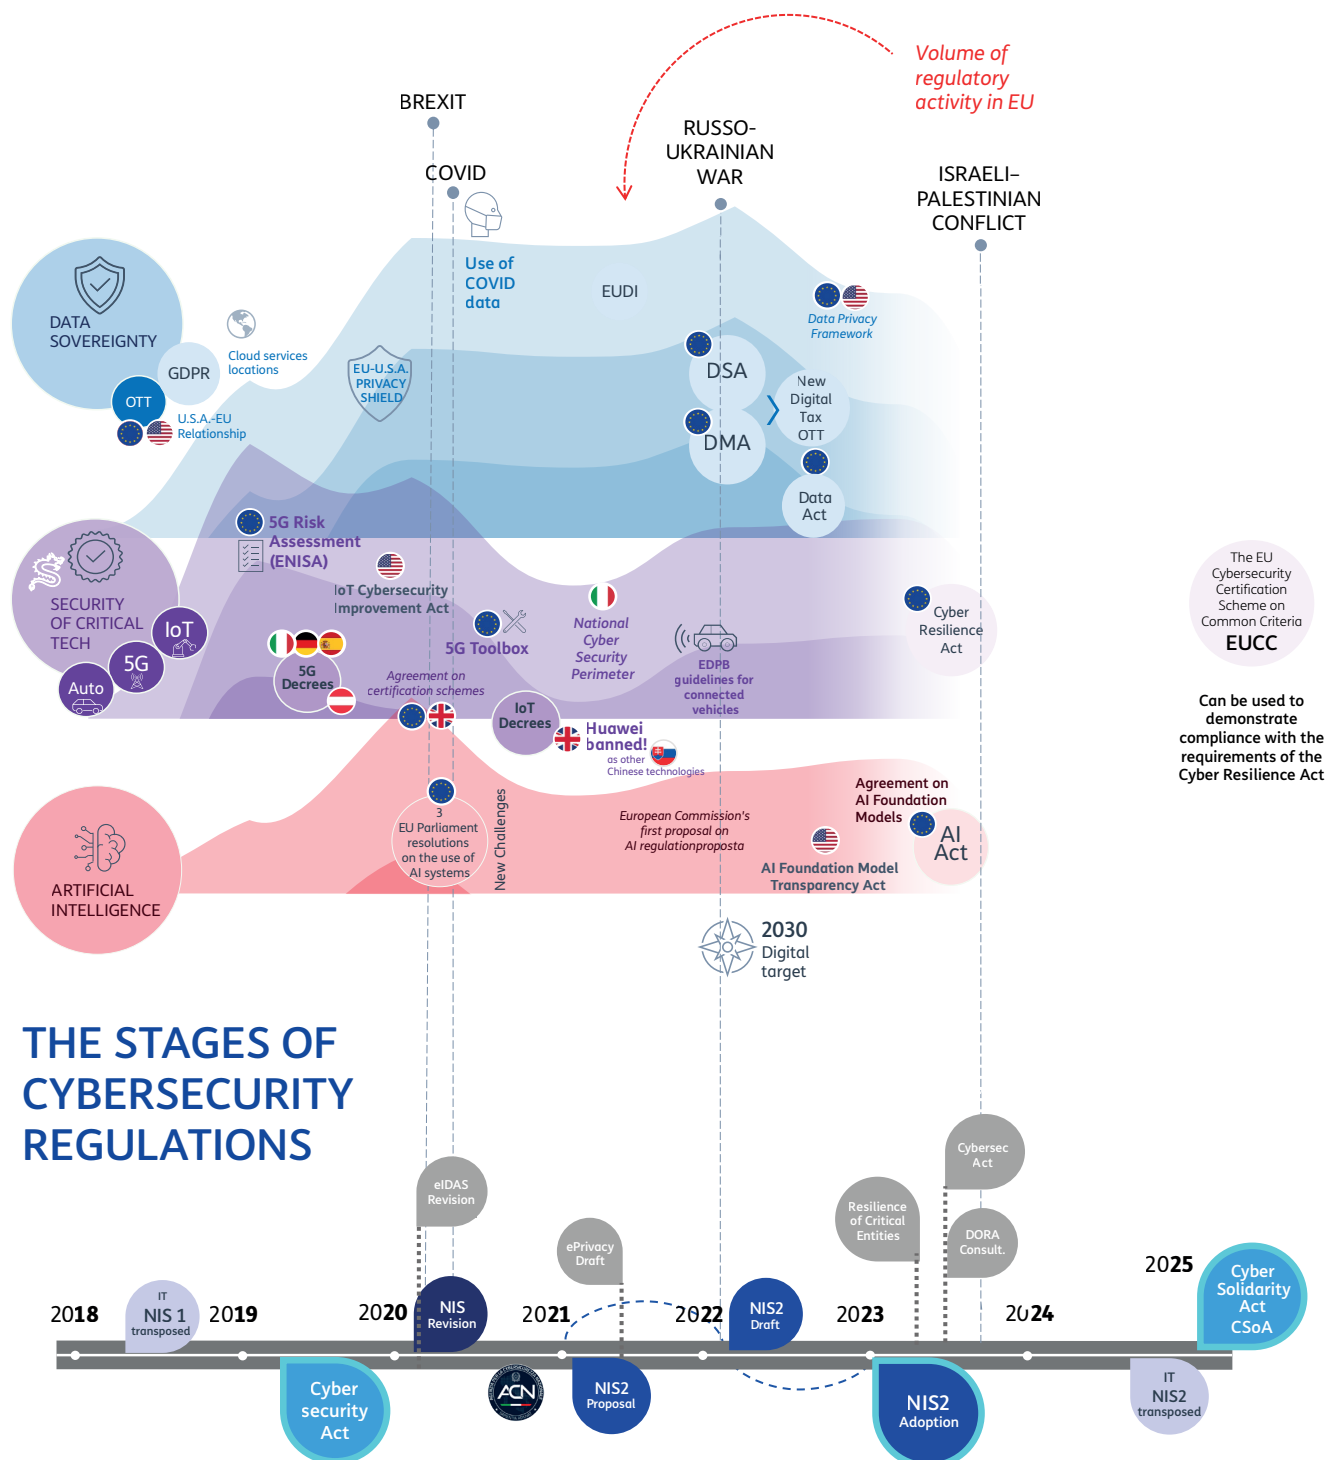 Volume of
regulatory
activity in EU
BREXIT
COVID
RUSSO-
UKRAINIAN
WAR
ISRAELI–
PALESTINIAN
CONFLICT
DATA
SOVEREIGNTY
GDPR
OTT
Cloud services
locations
U.S.A.-EU
Relationship
EU-U.S.A.
PRIVACY
SHIELD
Use of
COVID
data
EUDI
DSA
DMA
New
Digital
Tax
OTT
Data
Act
Data Privacy
Framework
SECURITY
OF CRITICAL
TECH
IoT
5G
Auto
5G Risk
Assessment
(ENISA)
IoT Cybersecurity
Improvement Act
5G
Decrees
Agreement on
certification schemes
5G Toolbox
IoT
Decrees
National
Cyber
Security
Perimeter
Huawei
banned!
as other
Chinese technologies
EDPB
guidelines for
connected
vehicles
Cyber
Resilience
Act
The EU
Cybersecurity
Certification
Scheme on
Common Criteria
EUCC
Can be used to
demonstrate
compliance with the
requirements of the
Cyber Resilience Act
ARTIFICIAL
INTELLIGENCE
3
EU Parliament
resolutions
on the use of
AI systems
New Challenges
European Commission's
first proposal on
AI regulationproposta
AI Foundation Model
Transparency Act
Agreement on
AI Foundation
Models
AI
Act
2030
Digital
target
THE STAGES OF
CYBERSECURITY
REGULATIONS
2018
IT
NIS 1
transposed
2019
Cyber
security
Act
2020
eIDAS
Revision
NIS
Revision
ACN
2021
ePrivacy
Draft
NIS2
Proposal
2022
NIS2
Draft
2023
Resilience
of Critical
Entities
NIS2
Adoption
Cybersec
Act
DORA
Consult.
2024
IT
NIS2
transposed
2025
Cyber
Solidarity
Act
CSoA